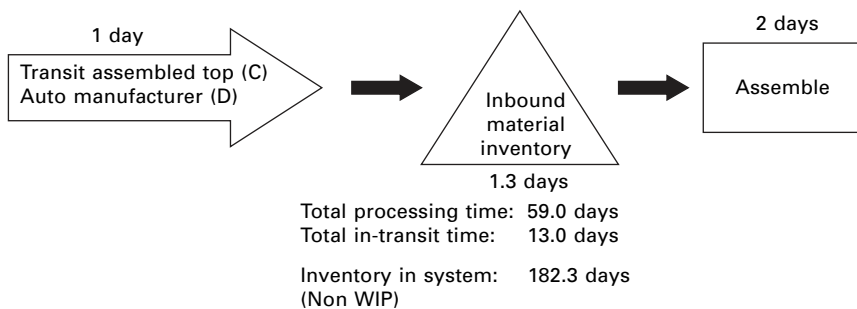 1 day
Transit assembled top (C)
Auto manufacturer (D)
Inbound
material
inventory
1.3 days
2 days
Assemble
Total processing time: 59.0 days
Total in-transit time: 13.0 days
Inventory in system: 182.3 days
(Non WIP)